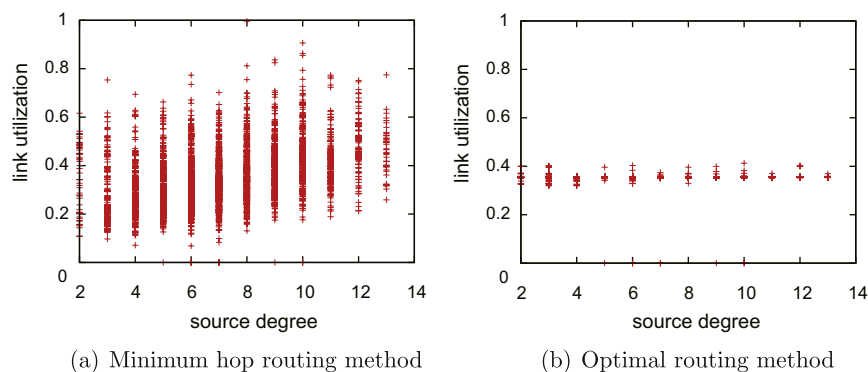 1
0.8
0.6
0.4
0.2
0
link utilization
2 4 6 8 10 12 14
source degree
(a) Minimum hop routing method
1
0.8
0.6
0.4
0.2
0
link utilization
2 4 6 8 10 12 14
source degree
(b) Optimal routing method